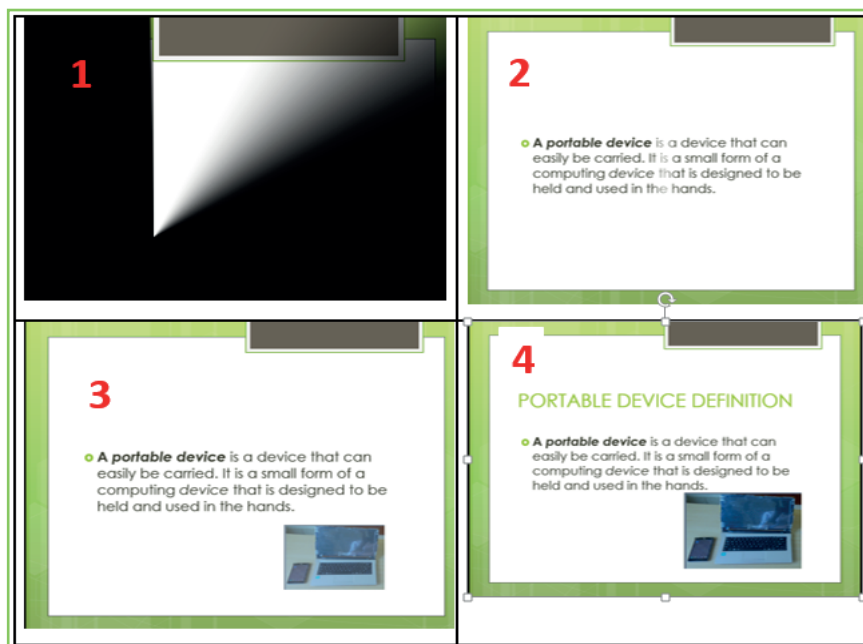 1
2
A portable device is a device that can
easily be carried. It is a small form of a
computing device that is designed to be
held and used in the hands.
3
A portable device is a device that can
easily be carried. It is a small form of a
computing device that is designed to be
held and used in the hands.
4
PORTABLE DEVICE DEFINITION
A portable device is a device that can
easily be carried. It is a small form of a
computing device that is designed to be
held and used in the hands.